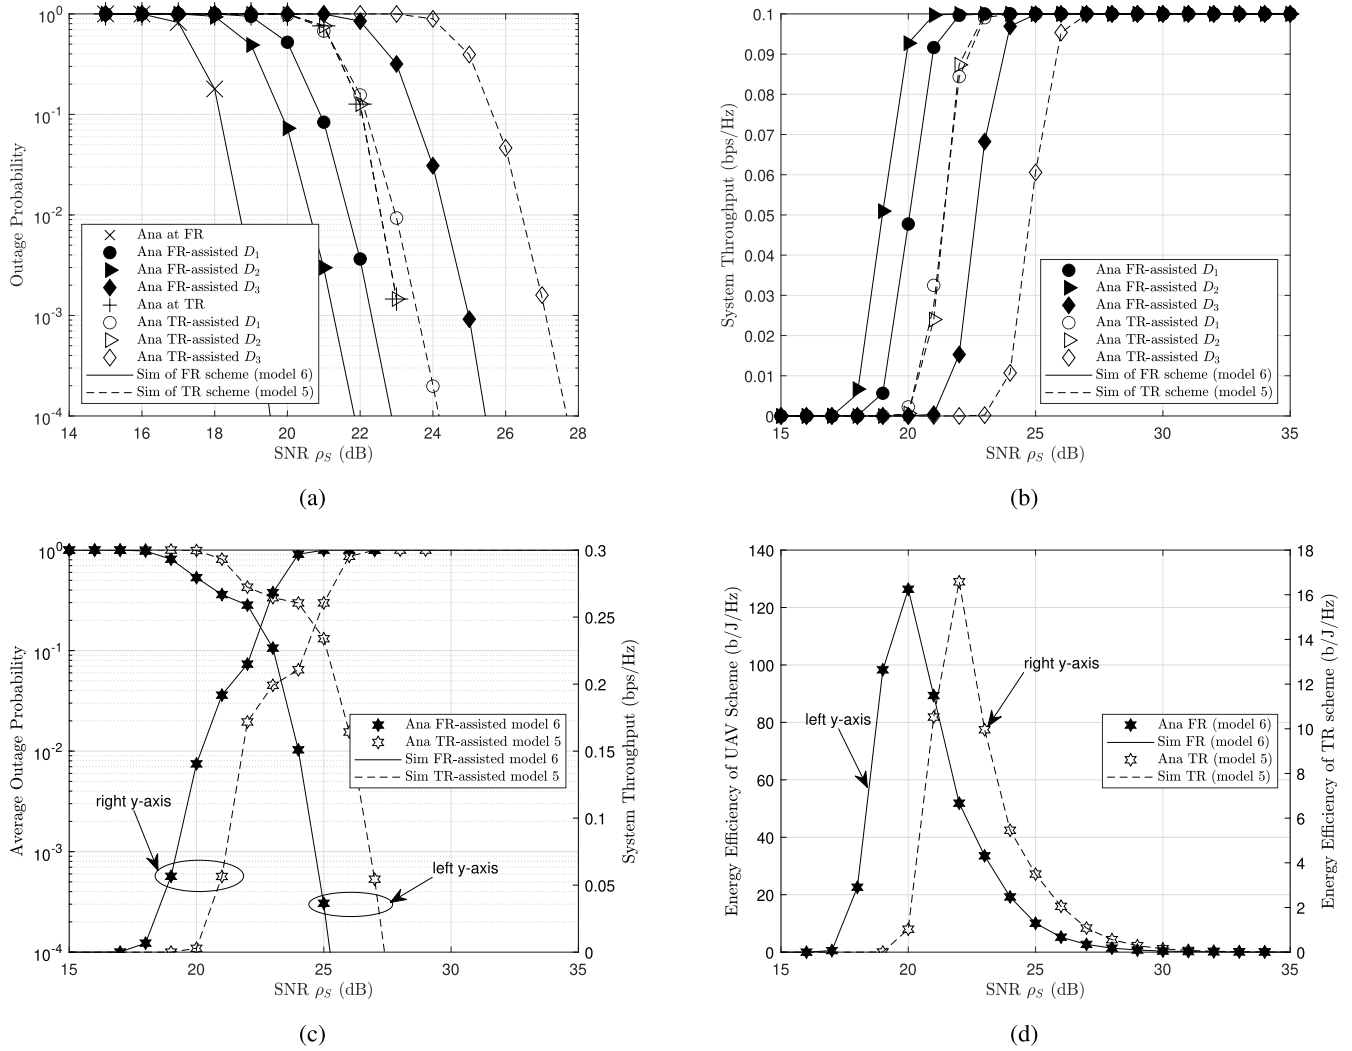 10^0
10^-1
10^-2
10^-3
10^-4
Outage Probability
Ana at FR
Ana FR-assisted D_1
Ana FR-assisted D_2
Ana FR-assisted D_3
Ana at TR
Ana TR-assisted D_1
Ana TR-assisted D_2
Ana TR-assisted D_3
Sim of FR scheme (model 6)
Sim of TR scheme (model 5)
14 16 18 20 22 24 26 28
SNR ρ_S (dB)
(a)
0.1
0.09
0.08
0.07
0.06
0.05
0.04
0.03
0.02
0.01
0
System Throughput (bps/Hz)
Ana FR-assisted D_1
Ana FR-assisted D_2
Ana FR-assisted D_3
Ana TR-assisted D_1
Ana TR-assisted D_2
Ana TR-assisted D_3
Sim of FR scheme (model 6)
Sim of TR scheme (model 5)
15 20 25 30 35
SNR ρ_S (dB)
(b)
10^0
10^-1
10^-2
10^-3
10^-4
Average Outage Probability
right y-axis
left y-axis
Ana FR-assisted model 6
Ana TR-assisted model 5
Sim FR-assisted model 6
Sim TR-assisted model 5
0.3
0.25
0.2
0.15
0.1
0.05
0
System Throughput (bps/Hz)
15 20 25 30 35
SNR ρ_S (dB)
(c)
140
120
100
80
60
40
20
0
Energy Efficiency of UAV Scheme (b/J/Hz)
left y-axis
right y-axis
Ana FR (model 6)
Sim FR (model 6)
Ana TR (model 5)
Sim TR (model 5)
18
16
14
12
10
8
6
4
2
0
Energy Efficiency of TR scheme (b/J/Hz)
15 20 25 30 35
SNR ρ_S (dB)
(d)